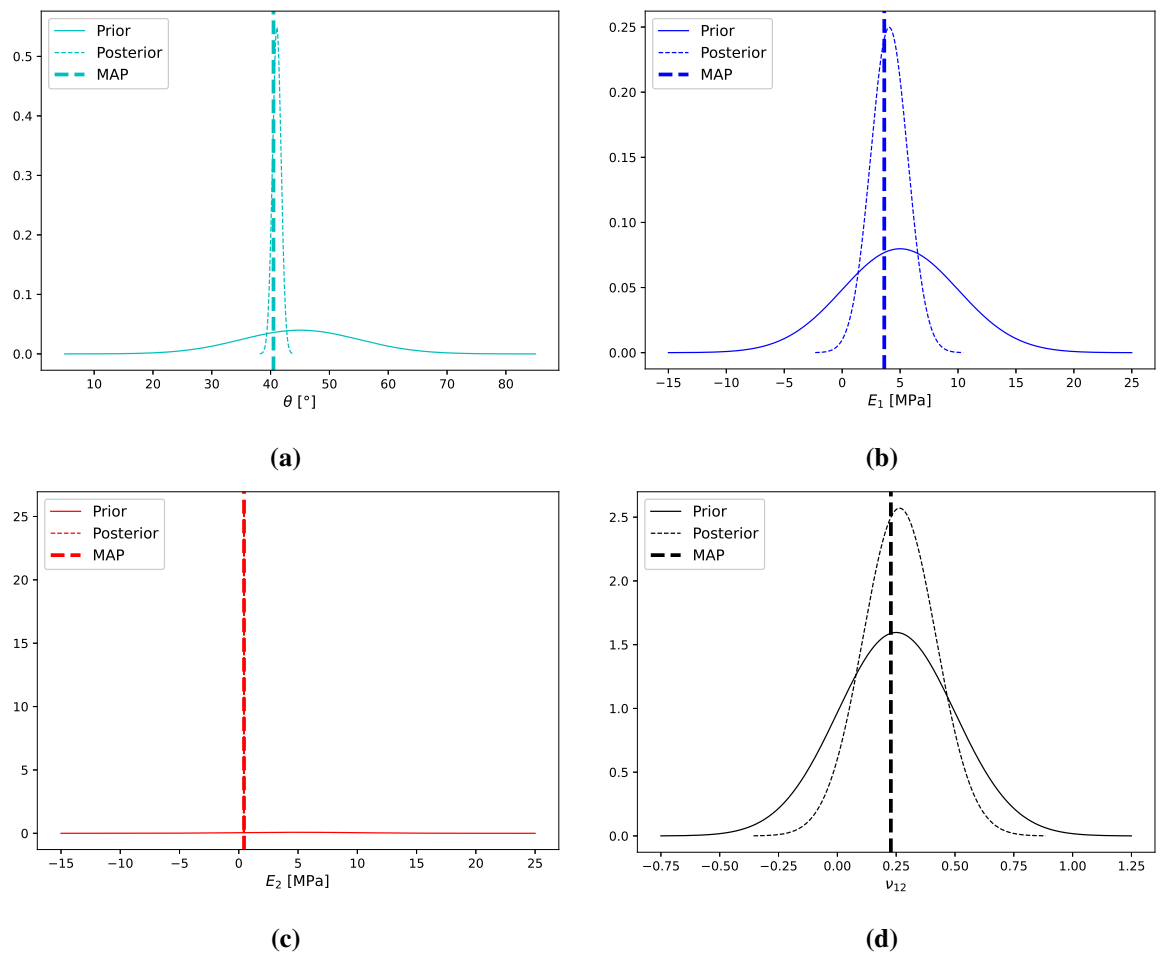 Prior
Posterior
MAP
0.5
0.4
0.3
0.2
0.1
0.0
10 20 30 40 50 60 70 80
θ [°]
(a)
Prior
Posterior
MAP
0.25
0.20
0.15
0.10
0.05
0.00
−15 −10 −5 0 5 10 15 20 25
E₁ [MPa]
(b)
Prior
Posterior
MAP
25
20
15
10
5
0
−15 −10 −5 0 5 10 15 20 25
E₂ [MPa]
(c)
Prior
Posterior
MAP
2.5
2.0
1.5
1.0
0.5
0.0
−0.75 −0.50 −0.25 0.00 0.25 0.50 0.75 1.00 1.25
ν₁₂
(d)